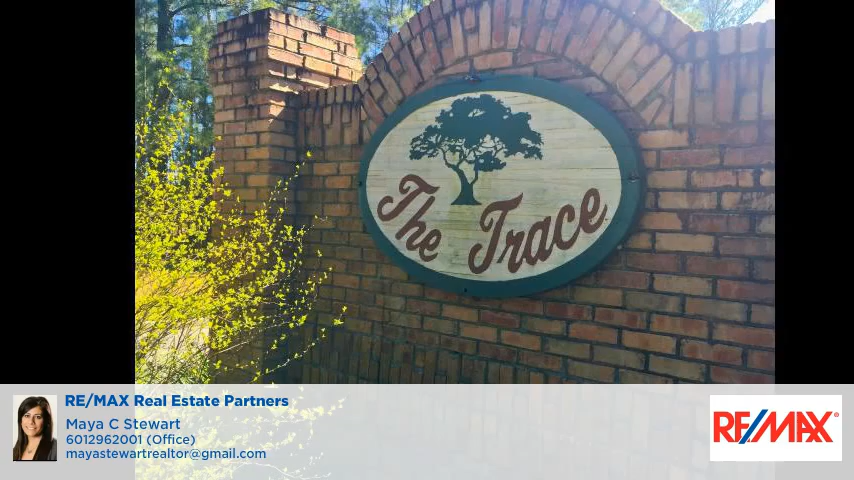 The Trace
RE/MAX Real Estate Partners
Maya C Stewart
6012962001 (Office)
mayastewartrealtor@gmail.com
RE/MAX®